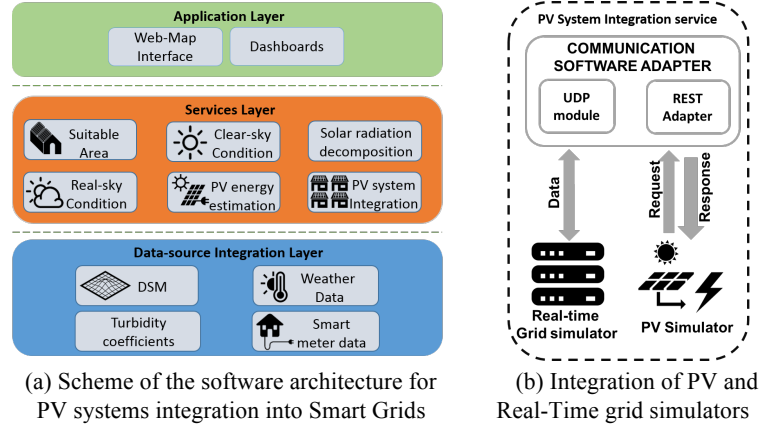 Application Layer
Web-Map
Interface
Dashboards
Services Layer
Suitable
Area
Clear-sky
Condition
Solar radiation
decomposition
Real-sky
Condition
PV energy
estimation
PV system
Integration
Data-source Integration Layer
DSM
Weather
Data
Turbidity
coefficients
Smart
meter data
(a) Scheme of the software architecture for
PV systems integration into Smart Grids
PV System Integration service
COMMUNICATION
SOFTWARE ADAPTER
UDP
module
REST
Adapter
Data
Request
Response
Real-time
Grid simulator
PV Simulator
(b) Integration of PV and
Real-Time grid simulators